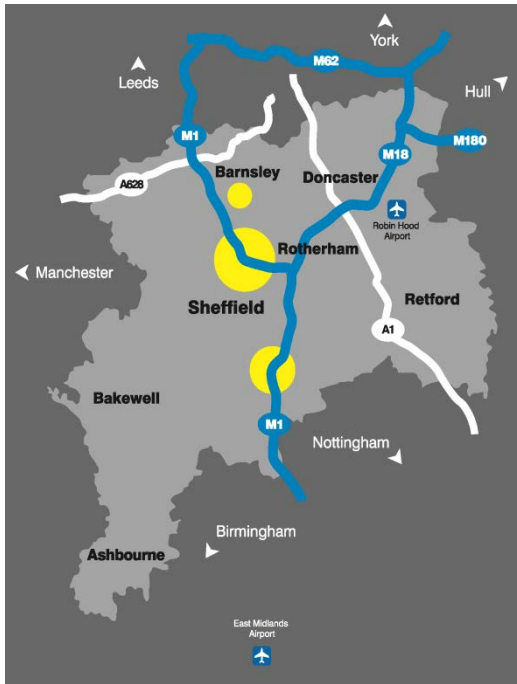 York
M62
Leeds
Hull
M1
M180
M18
Barnsley
Doncaster
A628
Robin Hood
Airport
Rotherham
Manchester
Retford
Sheffield
A1
Bakewell
M1
Nottingham
Birmingham
Ashbourne
East Midlands
Airport